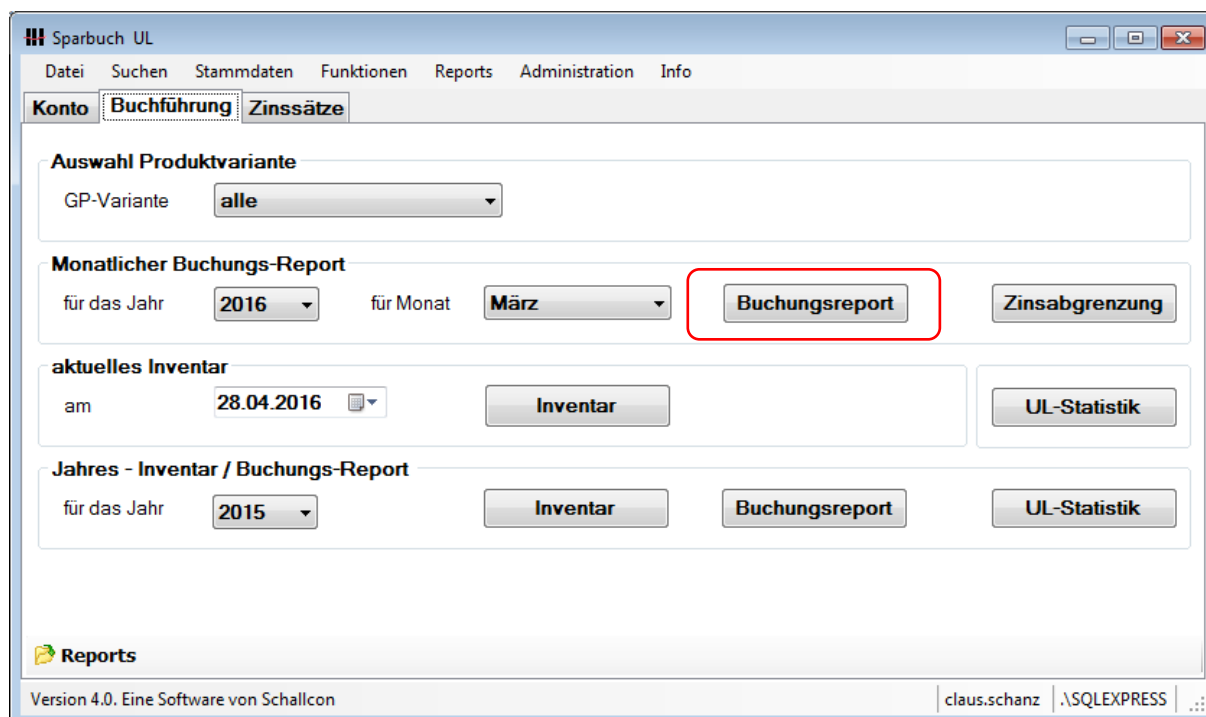 Sparbuch UL
Datei Suchen Stammdaten Funktionen Reports Administration Info
Konto Buchführung Zinssätze
Auswahl Produktvariante
GP-Variante alle
Monatlicher Buchungs-Report
für das Jahr 2016 für Monat März Buchungsreport Zinsabgrenzung
aktuelles Inventar
am 28.04.2016 Inventar UL-Statistik
Jahres - Inventar / Buchungs-Report
für das Jahr 2015 Inventar Buchungsreport UL-Statistik
Reports
Version 4.0. Eine Software von Schallcon claus.schanz .\SQLEXPRESS